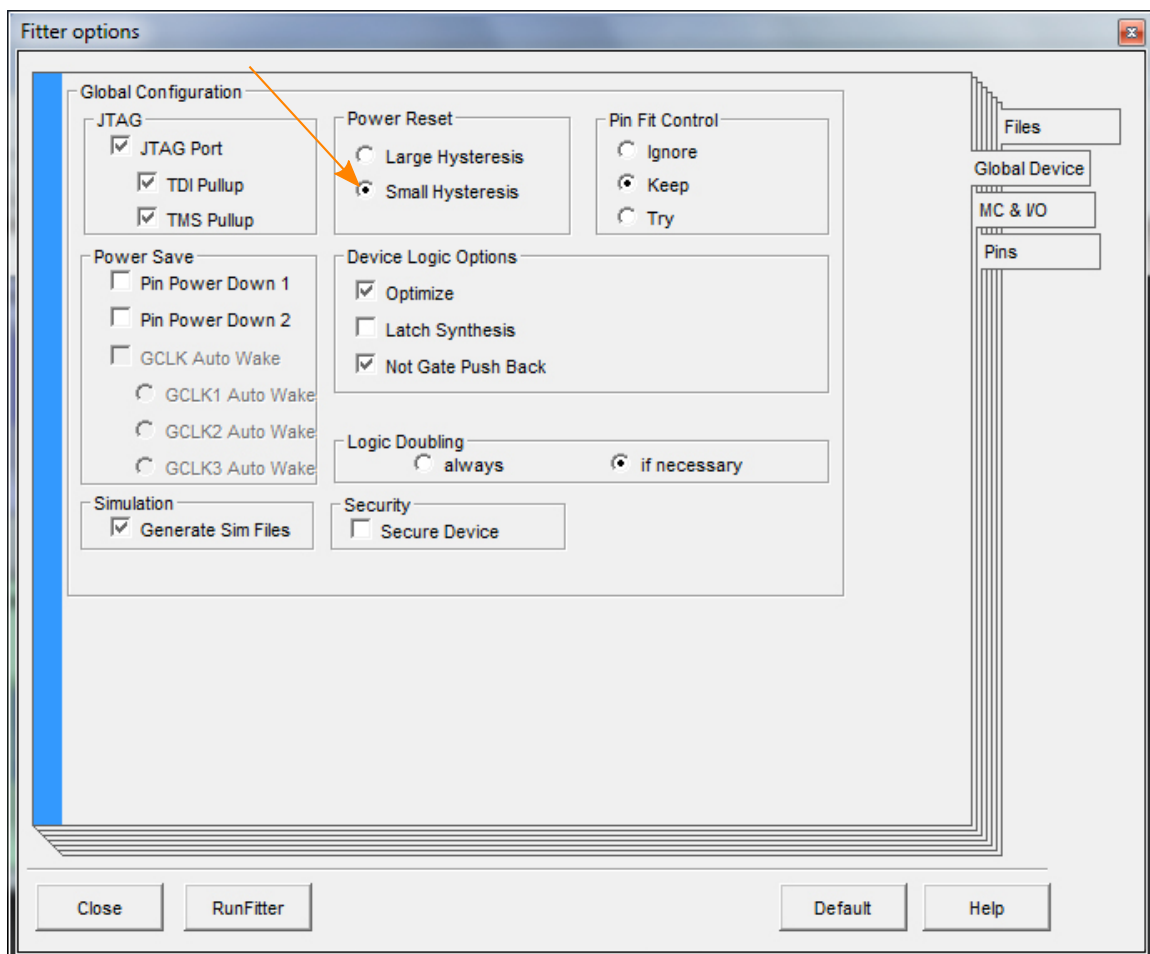 Fitter options
Global Configuration
JTAG
JTAG Port
TDI Pullup
TMS Pullup
Power Reset
Large Hysteresis
Small Hysteresis
Pin Fit Control
Ignore
Keep
Try
Power Save
Pin Power Down 1
Pin Power Down 2
GCLK Auto Wake
GCLK1 Auto Wake
GCLK2 Auto Wake
GCLK3 Auto Wake
Device Logic Options
Optimize
Latch Synthesis
Not Gate Push Back
Logic Doubling
always
if necessary
Simulation
Generate Sim Files
Security
Secure Device
Files
Global Device
MC & I/O
Pins
Close
RunFitter
Default
Help